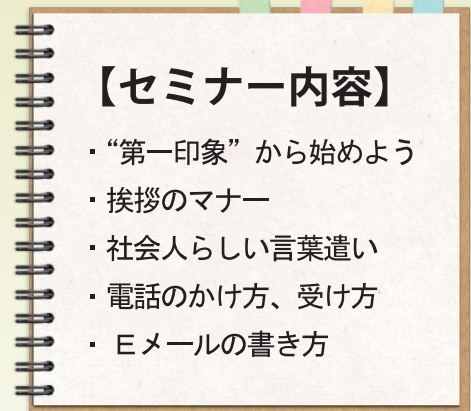 【セミナー内容】
・“第一印象”から始めよう
・挨拶のマナー
・社会人らしい言葉遣い
・電話のかけ方、受け方
・Ｅメールの書き方